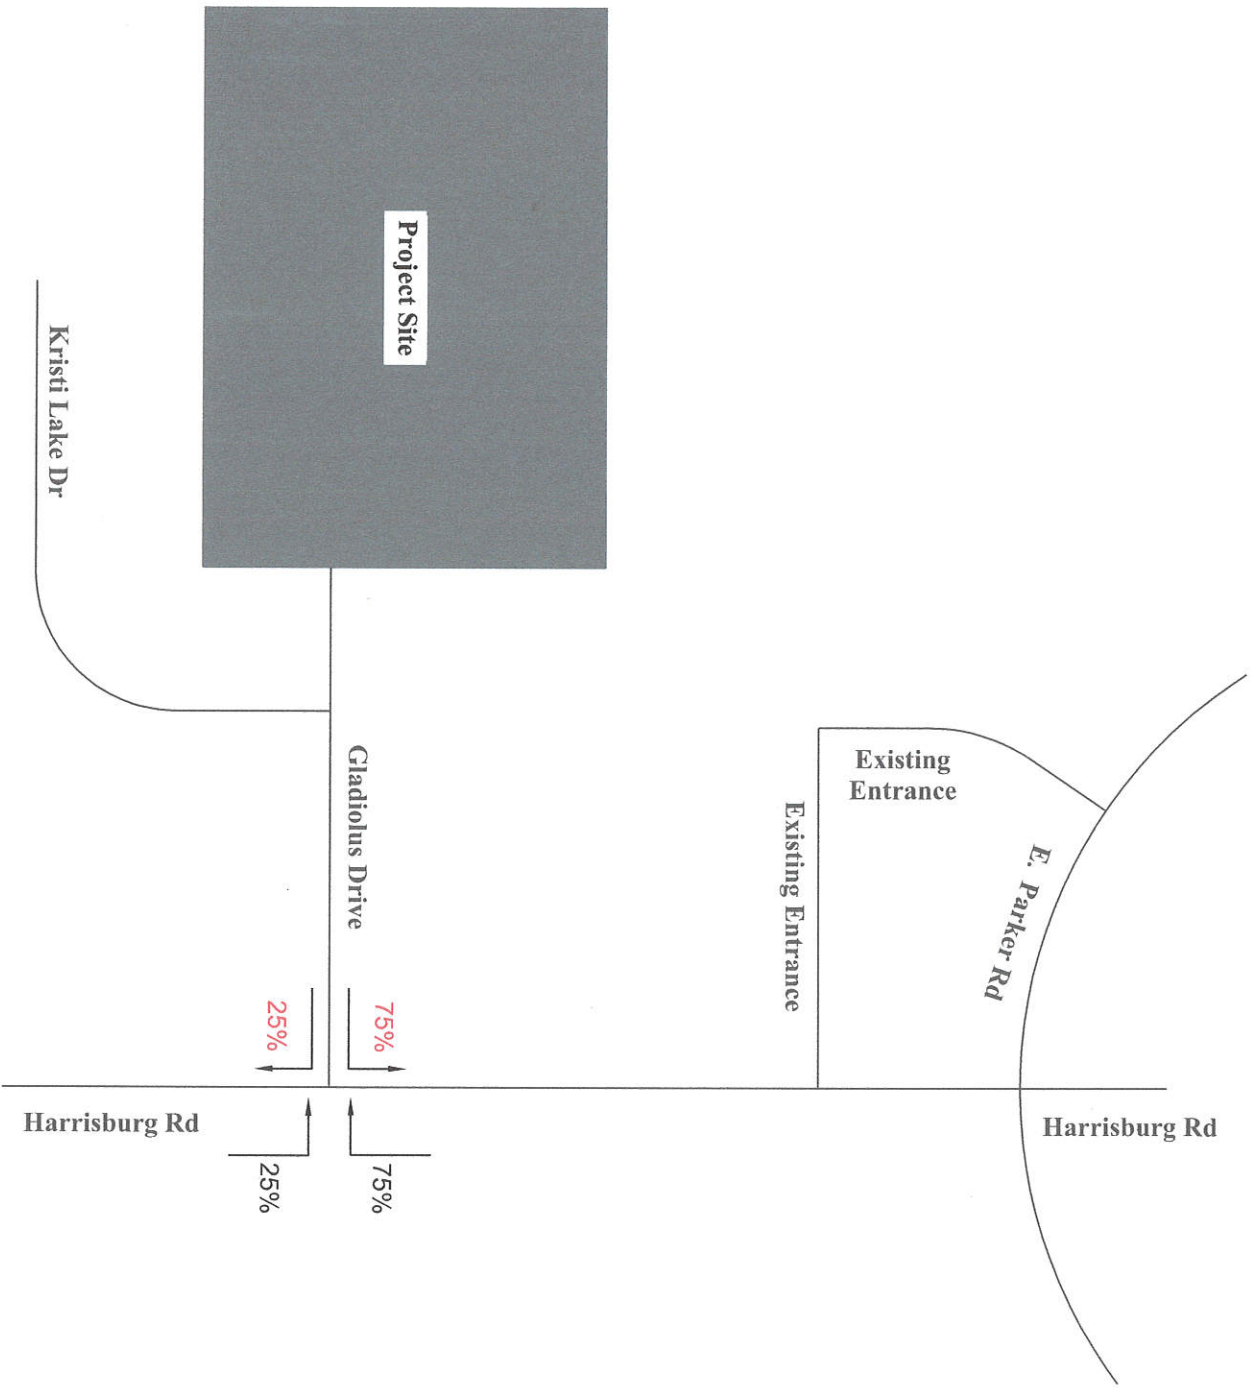 Project Site
Kristi Lake Dr
Gladiolus Drive
Existing
Entrance
Existing Entrance
E. Parker Rd
25%
75%
Harrisburg Rd
Harrisburg Rd
25%
75%